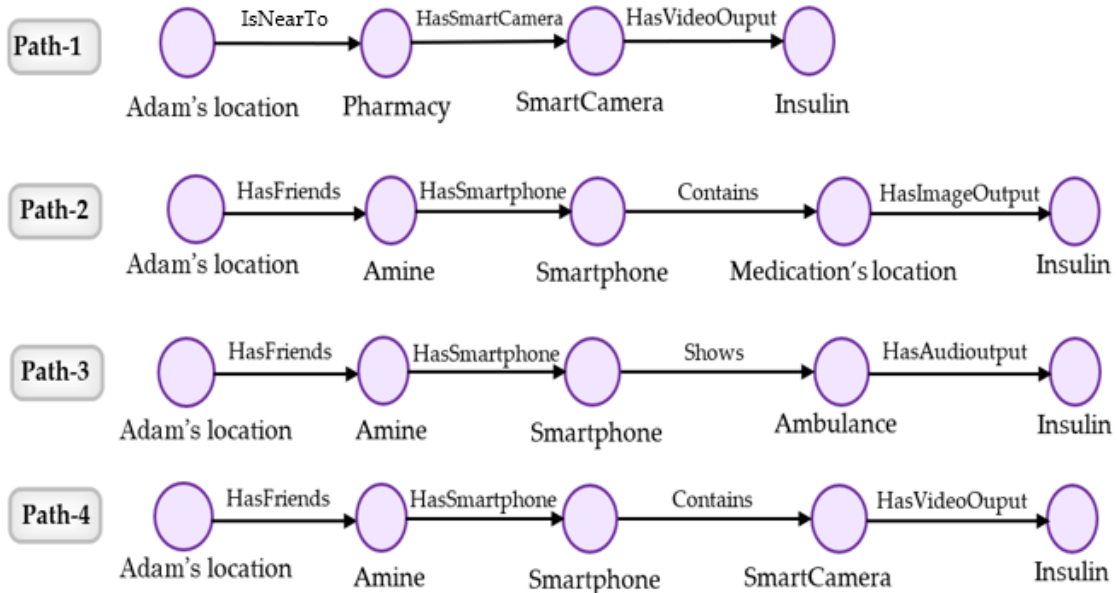 Path-1
IsNearTo
HasSmartCamera
HasVideoOuput
Adam's location
Pharmacy
SmartCamera
Insulin
Path-2
HasFriends
HasSmartphone
Contains
HasImageOutput
Adam's location
Amine
Smartphone
Medication's location
Insulin
Path-3
HasFriends
HasSmartphone
Shows
HasAudioutput
Adam's location
Amine
Smartphone
Ambulance
Insulin
Path-4
HasFriends
HasSmartphone
Contains
HasVideoOuput
Adam's location
Amine
Smartphone
SmartCamera
Insulin